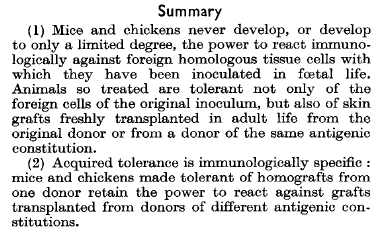 Summary
(1) Mice and chickens never develop, or develop
to only a limited degree, the power to react immuno-
logically against foreign homologous tissue cells with
which they have been inoculated in fœtal life.
Animals so treated are tolerant not only of the
foreign cells of the original inoculum, but also of skin
grafts freshly transplanted in adult life from the
original donor or from a donor of the same antigenic
constitution.
(2) Acquired tolerance is immunologically specific :
mice and chickens made tolerant of homografts from
one donor retain the power to react against grafts
transplanted from donors of different antigenic con-
stitutions.